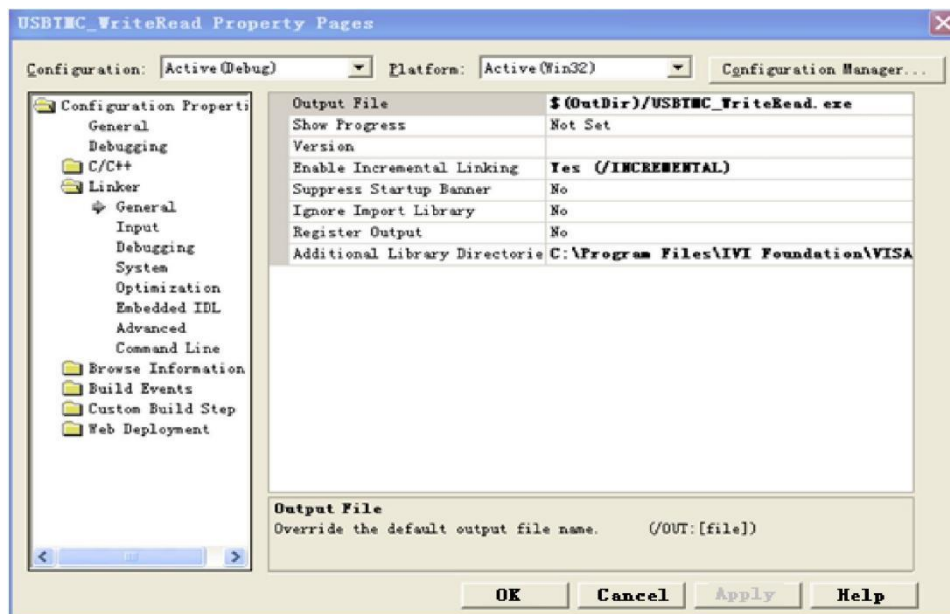 USBTMC_WriteRead Property Pages
Configuration: Active(Debug) Platform: Active(Win32) Configuration Manager...
Configuration Properti
General
Debugging
C/C++
Linker
General
Input
Debugging
System
Optimization
Embedded IDL
Advanced
Command Line
Browse Information
Build Events
Custom Build Step
Web Deployment
Output File $(OutDir)/USBTMC_WriteRead.exe
Show Progress Not Set
Version
Enable Incremental Linking Yes (/INCREMENTAL)
Suppress Startup Banner No
Ignore Import Library No
Register Output No
Additional Library Directorie C:\Program Files\IVI Foundation\VISA
Output File
Override the default output file name. (/OUT:[file])
OK Cancel Apply Help